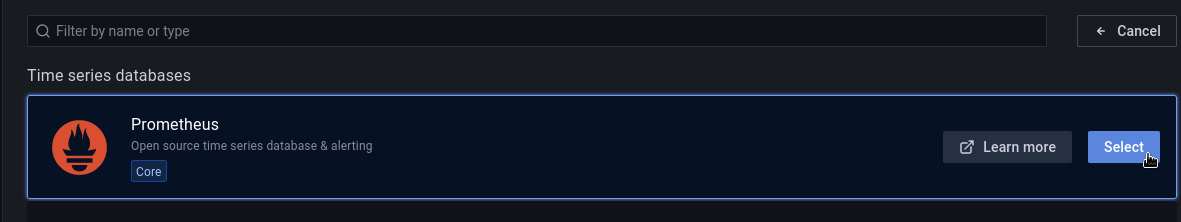 Filter by name or type
Cancel
Time series databases
Prometheus
Open source time series database & alerting
Core
Learn more
Select